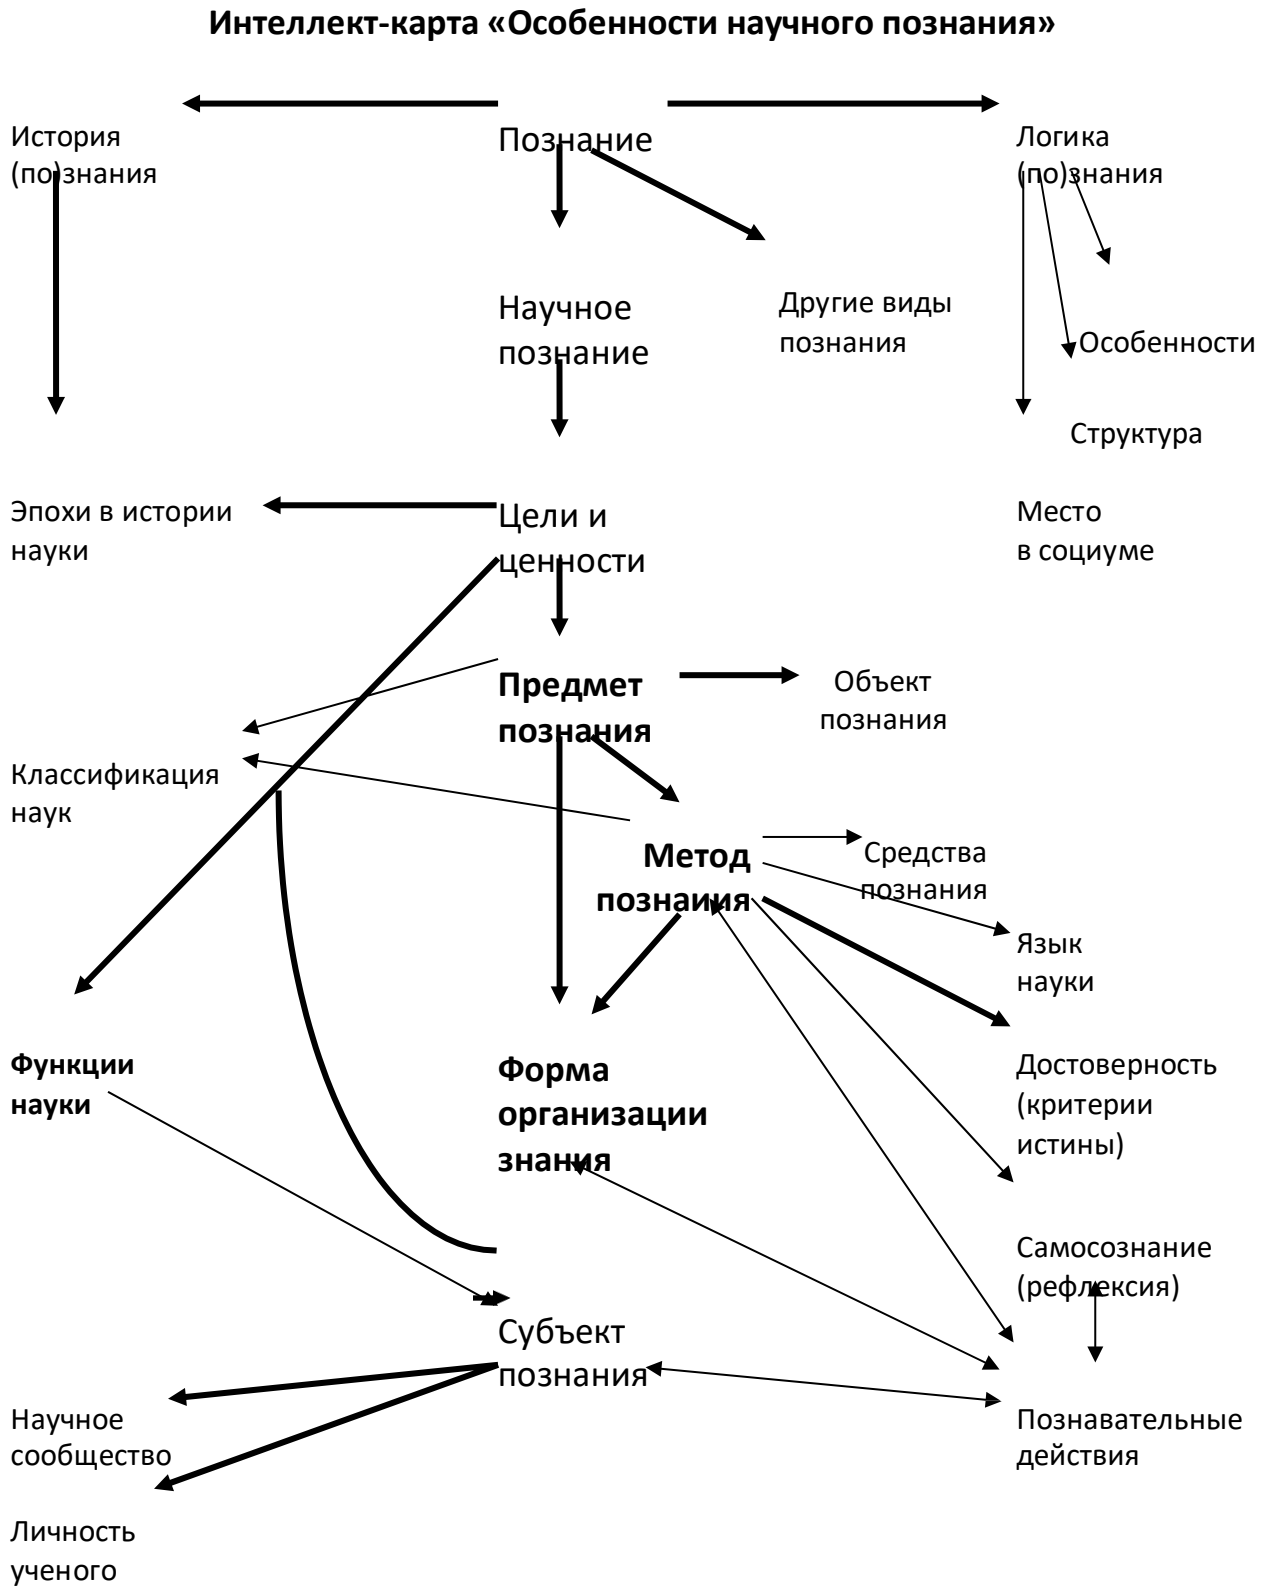 Интеллект-карта «Особенности научного познания»
История
(по)знания
Познание
Логика
(по)знания
Научное
познание
Другие виды
познания
Особенности
Структура
Эпохи в истории
науки
Цели и
ценности
Место
в социуме
Предмет
познания
Объект
познания
Классификация
наук
Метод
познания
Средства
познания
Язык
науки
Функции
науки
Форма
организации
знания
Достоверность
(критерии
истины)
Самосознание
(рефлексия)
Субъект
познания
Научное
сообщество
Познавательные
действия
Личность
ученого